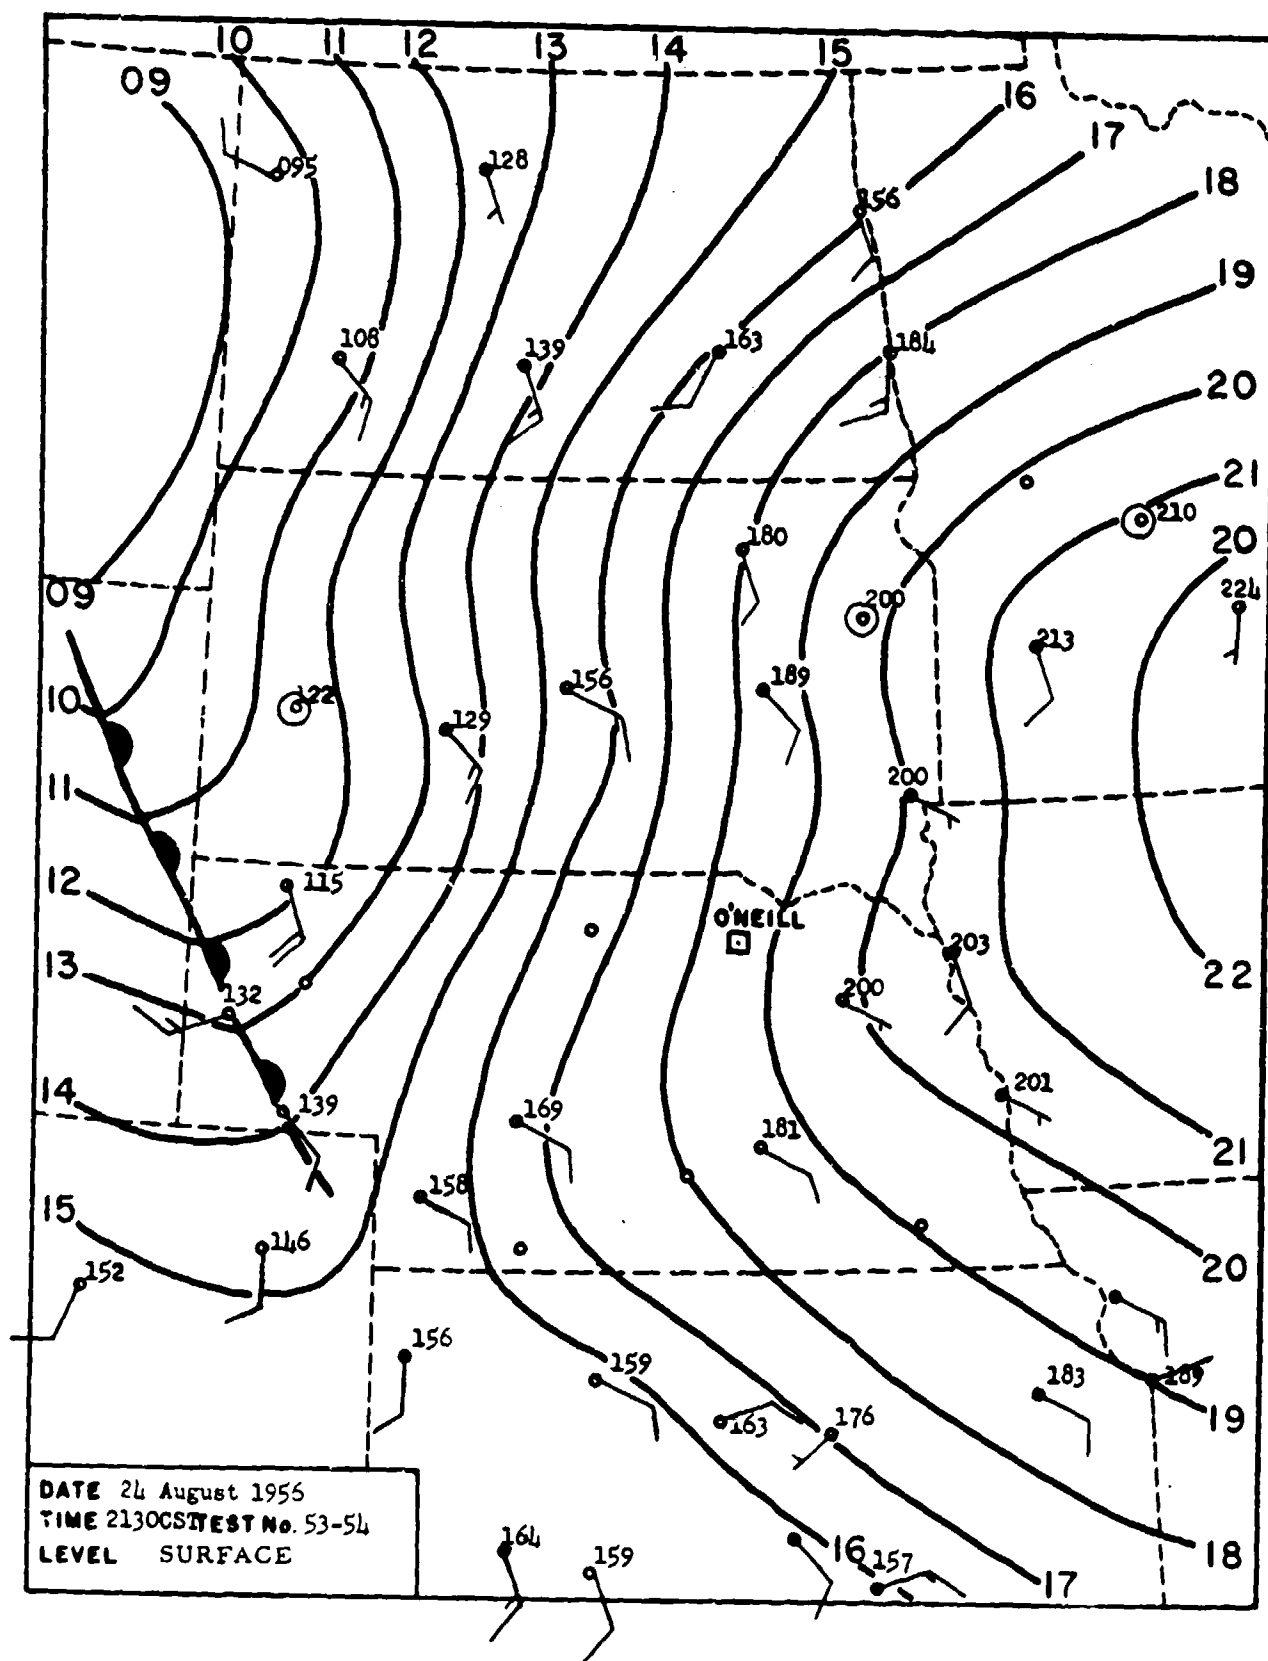 10 11 12 13 14 15
09 16
17
095 128 18
156
19
108 139 163 184
20
21
180 210
20
09 200 224
213
10 122 156 189
129
11 200
12 115
O'NEILL
13 203
132 200 22
14 139 169 201
181 21
15 158
146
152 20
156 159 183 189
163 176 19
DATE 24 August 1956
TIME 2130CST TEST No. 53-54
LEVEL SURFACE
164 159 16 157 17 18